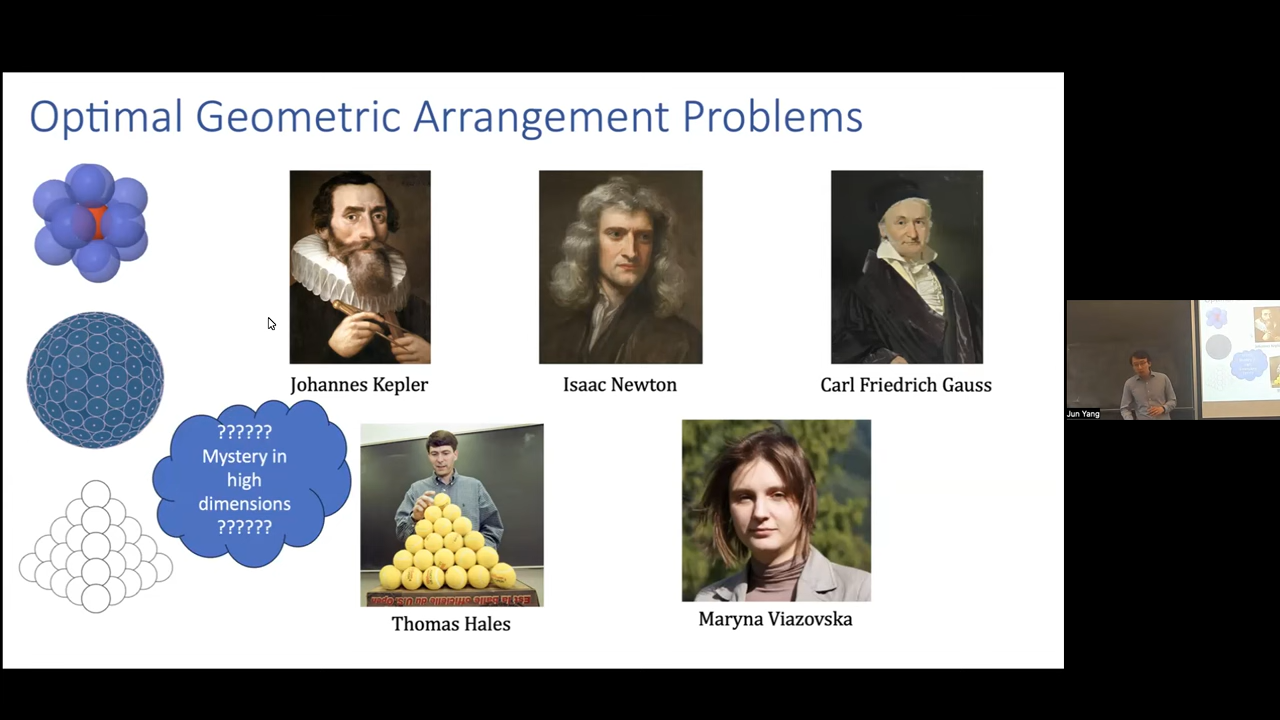 Optimal Geometric Arrangement Problems
Johannes Kepler
Isaac Newton
Carl Friedrich Gauss
??????
Mystery in
high
dimensions
??????
Thomas Hales
Maryna Viazovska
Jun Yang